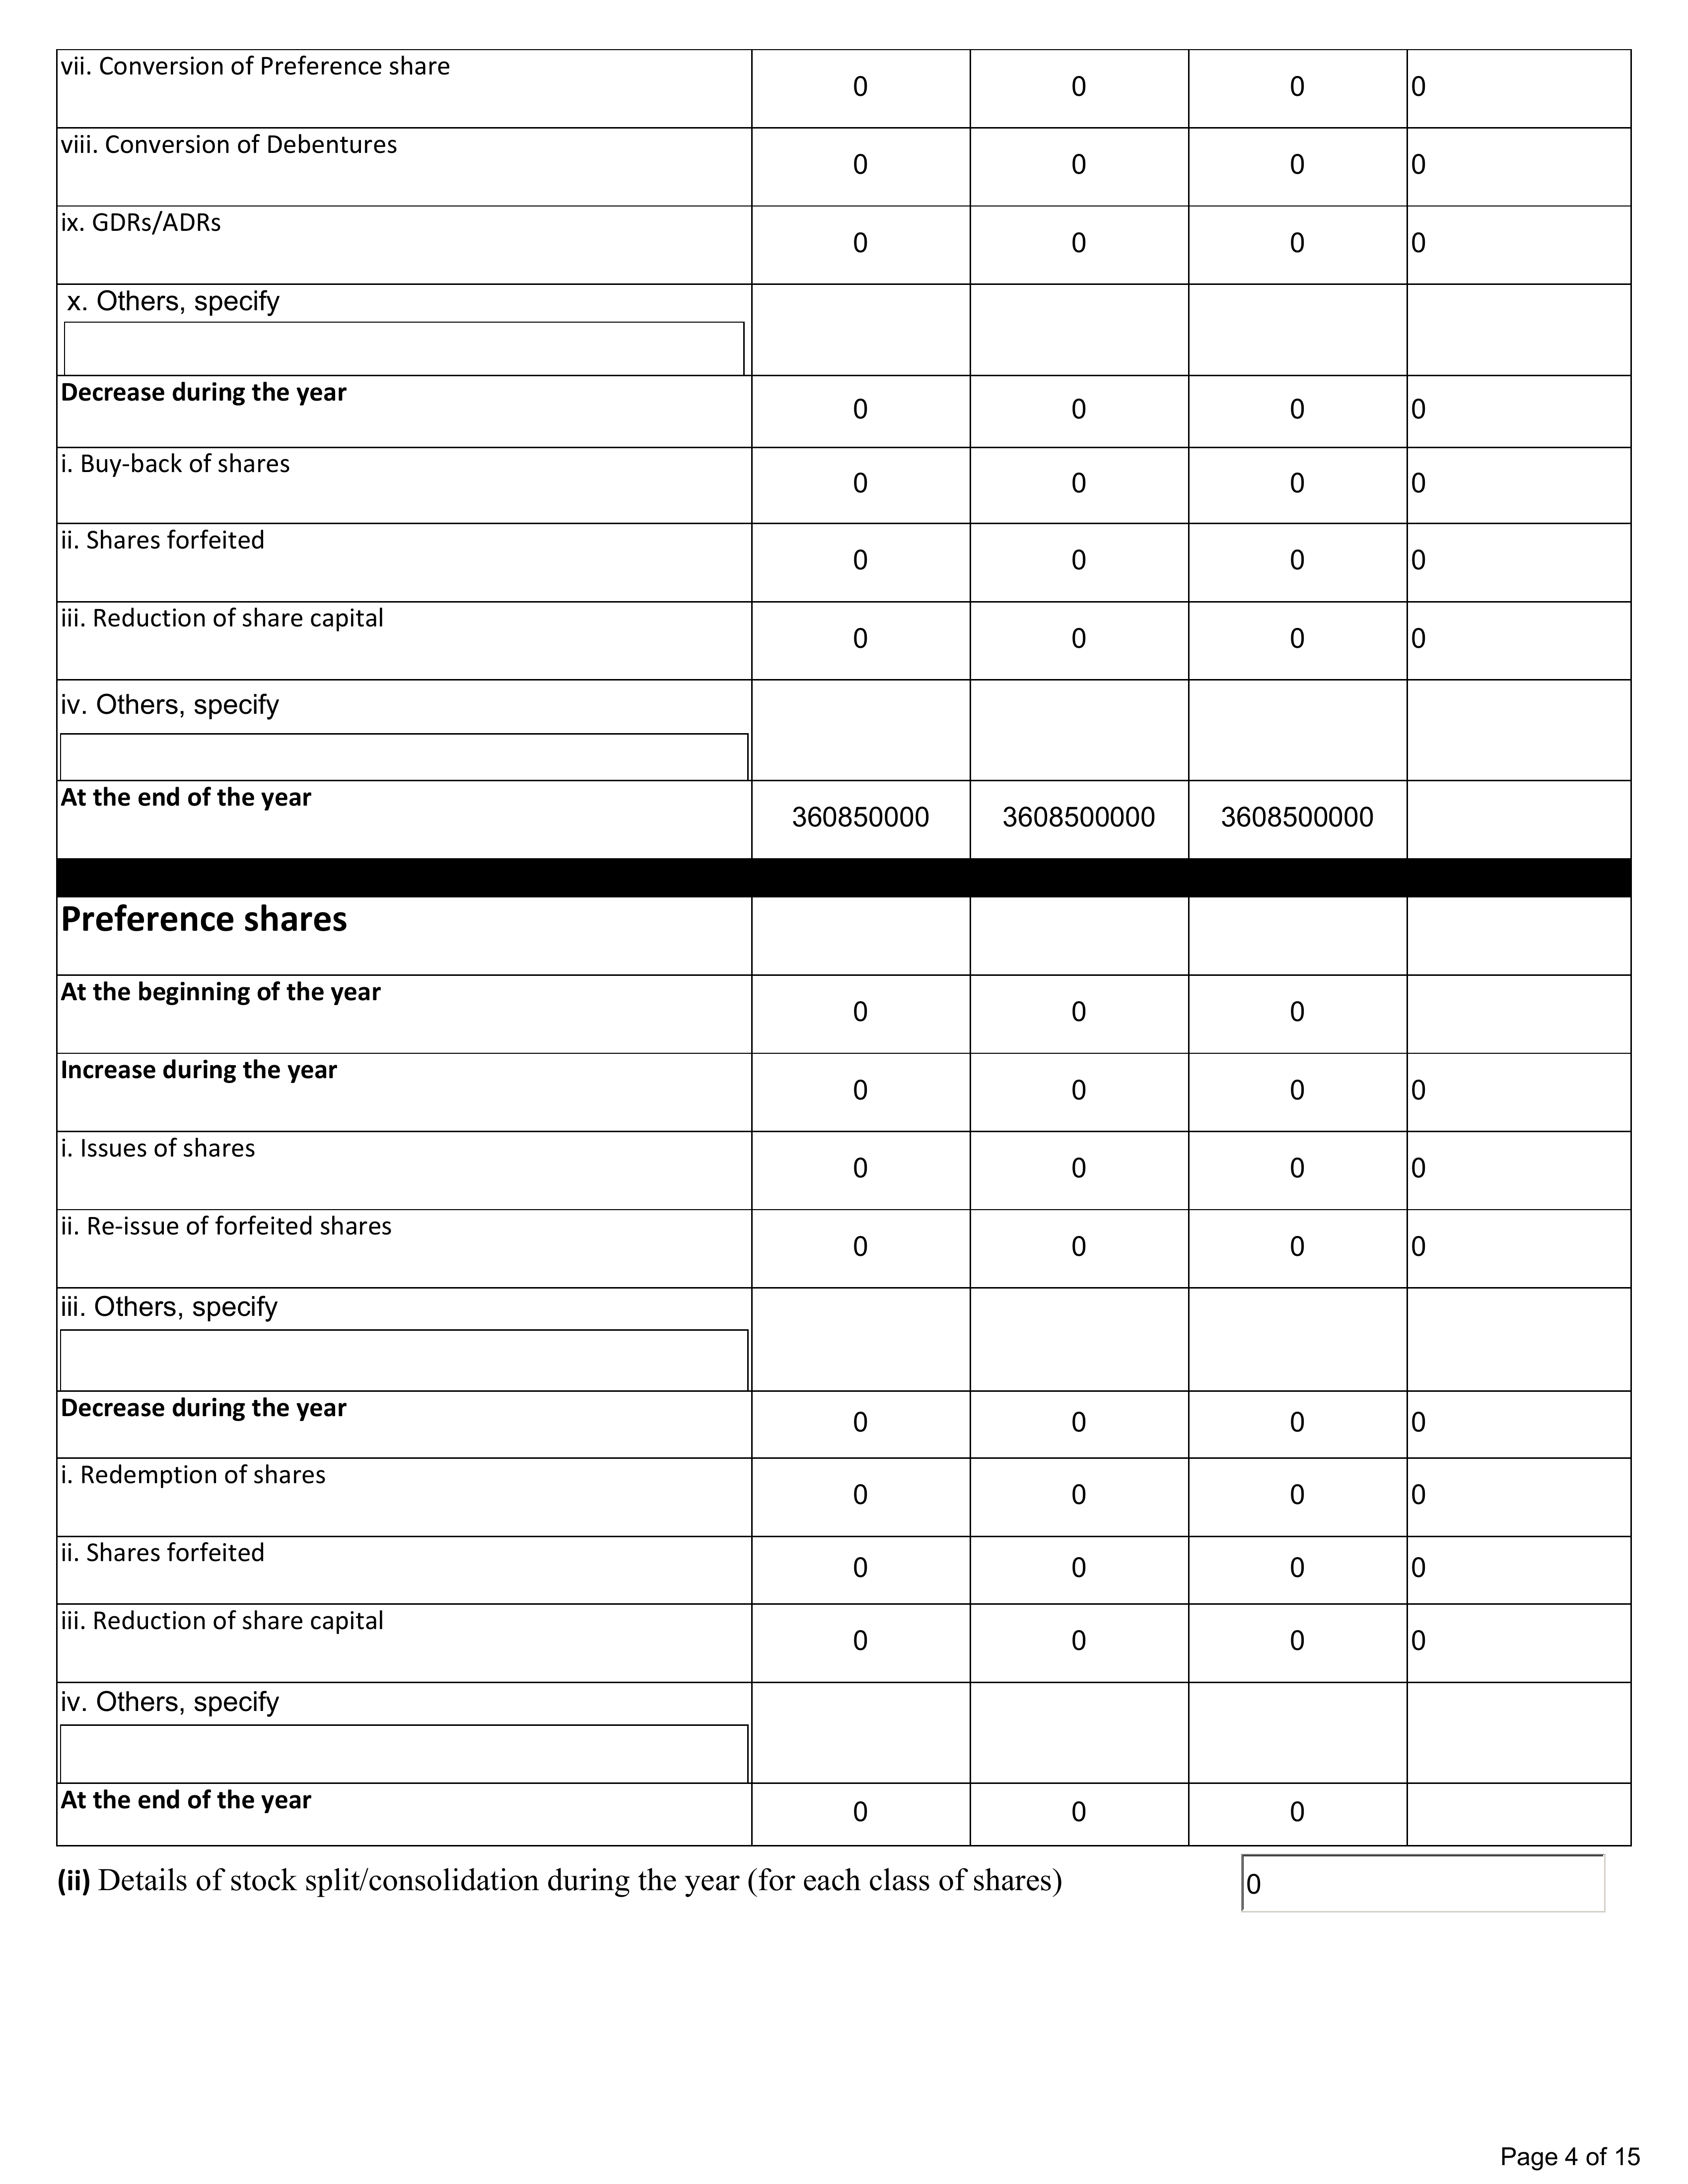 vii. Conversion of Preference share 0 0 0 0
viii. Conversion of Debentures 0 0 0 0
ix. GDRs/ADRs 0 0 0 0
x. Others, specify
Decrease during the year 0 0 0 0
i. Buy-back of shares 0 0 0 0
ii. Shares forfeited 0 0 0 0
iii. Reduction of share capital 0 0 0 0
iv. Others, specify
At the end of the year 360850000 3608500000 3608500000
Preference shares
At the beginning of the year 0 0 0
Increase during the year 0 0 0 0
i. Issues of shares 0 0 0 0
ii. Re-issue of forfeited shares 0 0 0 0
iii. Others, specify
Decrease during the year 0 0 0 0
i. Redemption of shares 0 0 0 0
ii. Shares forfeited 0 0 0 0
iii. Reduction of share capital 0 0 0 0
iv. Others, specify
At the end of the year 0 0 0
(ii) Details of stock split/consolidation during the year (for each class of shares) 0
Page 4 of 15